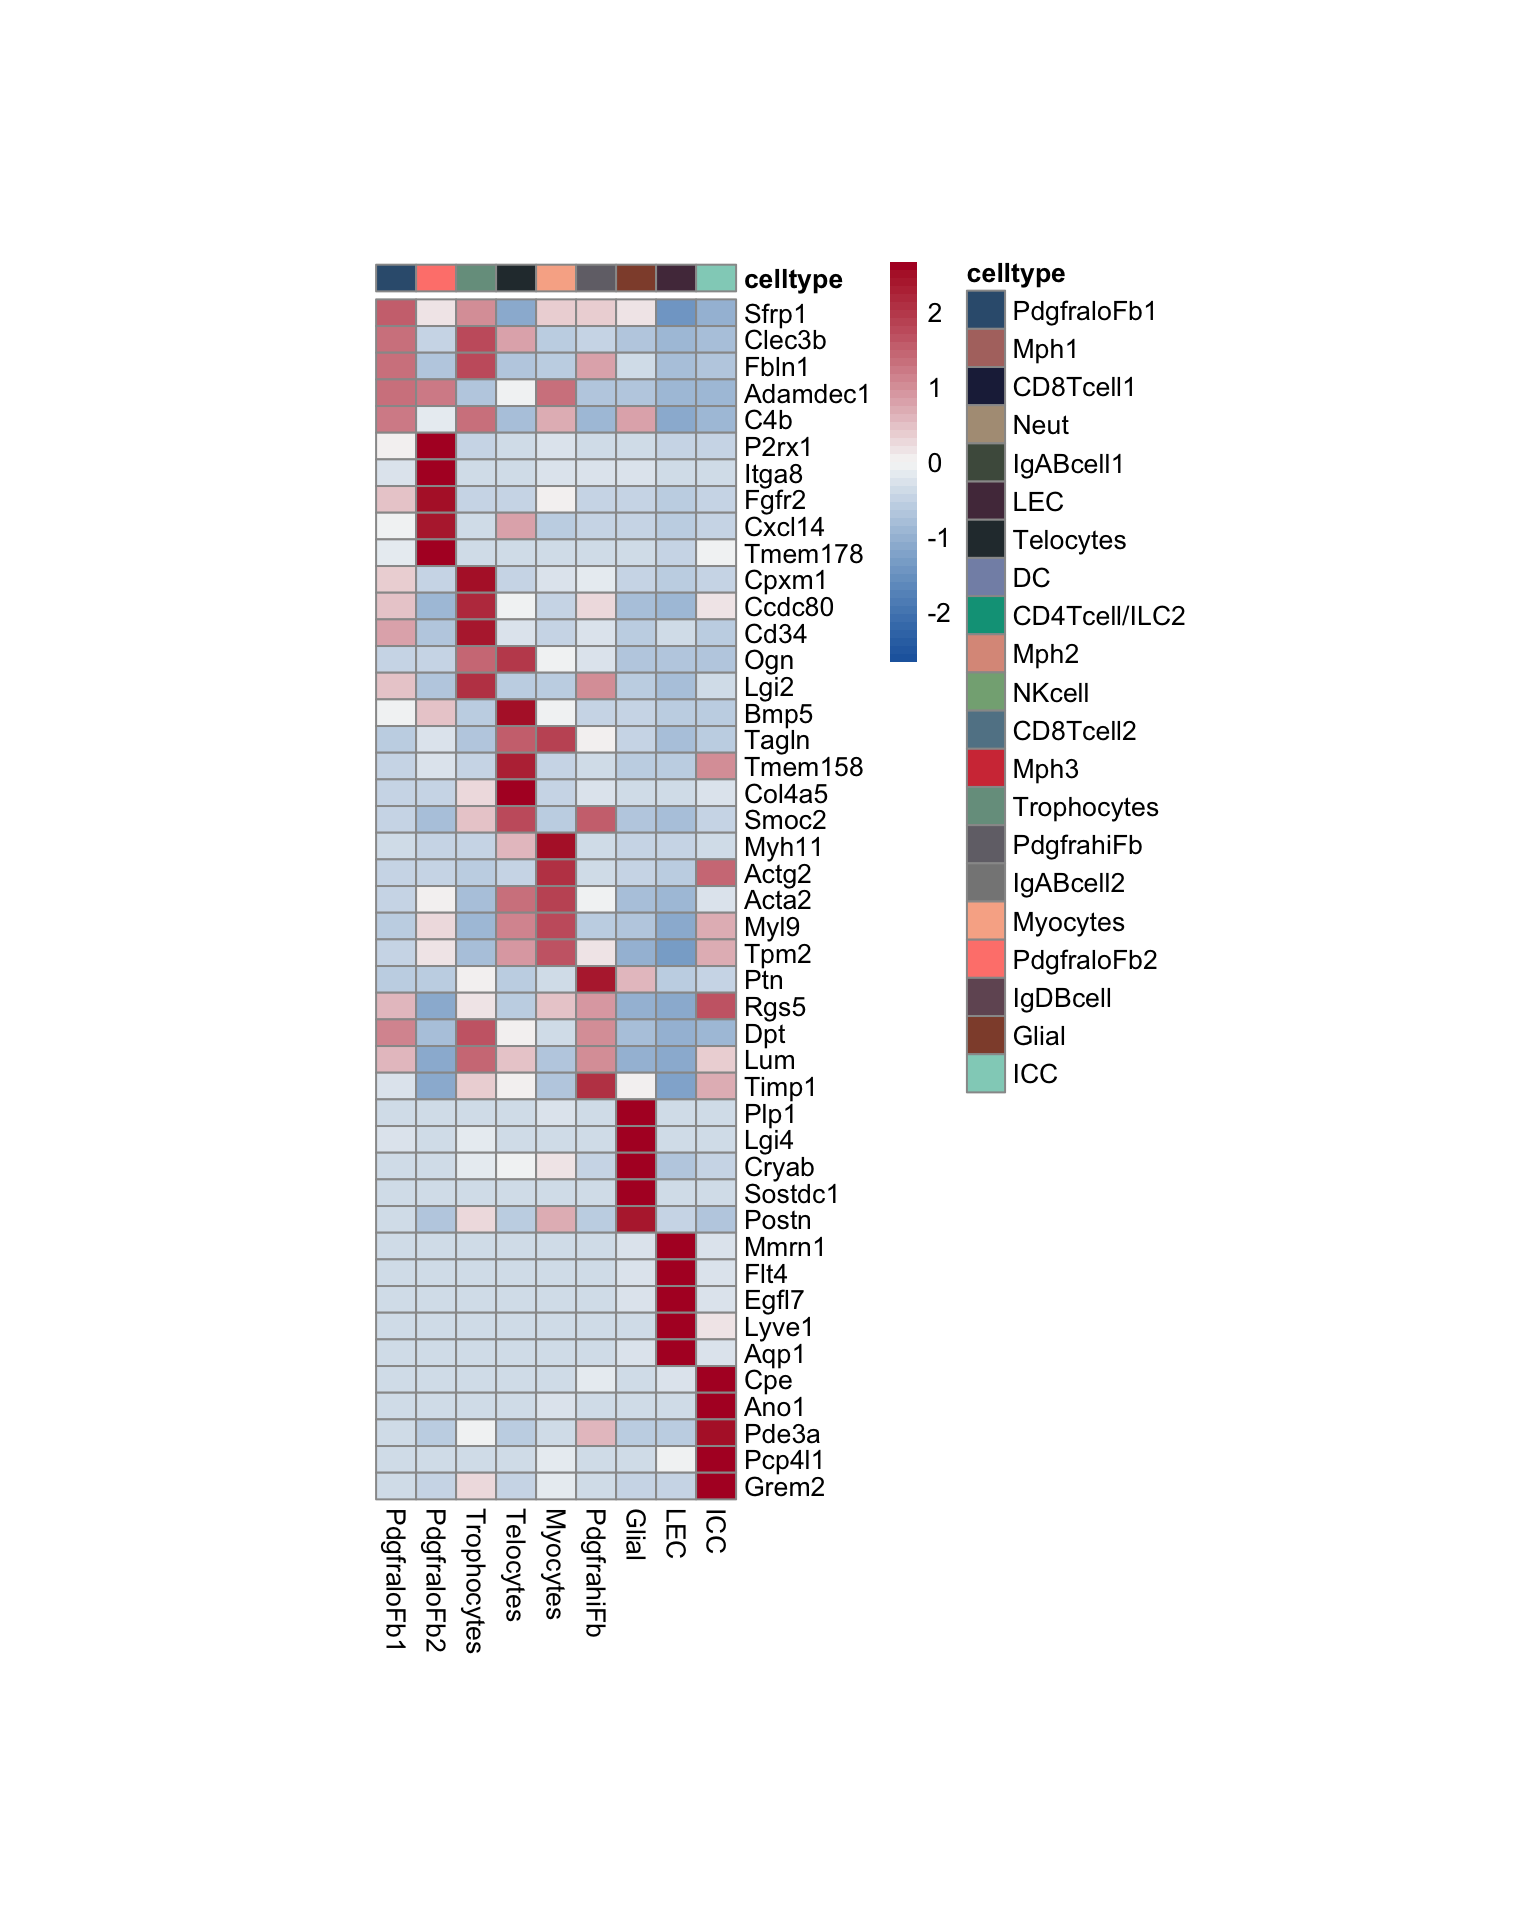 celltype
Sfrp1
Clec3b
Fbln1
Adamdec1
C4b
P2rx1
Itga8
Fgfr2
Cxcl14
Tmem178
Cpxm1
Ccdc80
Cd34
Ogn
Lgi2
Bmp5
Tagln
Tmem158
Col4a5
Smoc2
Myh11
Actg2
Acta2
Myl9
Tpm2
Ptn
Rgs5
Dpt
Lum
Timp1
Plp1
Lgi4
Cryab
Sostdc1
Postn
Mmrn1
Flt4
Egfl7
Lyve1
Aqp1
Cpe
Ano1
Pde3a
Pcp4l1
Grem2
PdgfraloFb1
PdgfraloFb2
Trophocytes
Telocytes
Myocytes
PdgfrahiFb
Glial
LEC
ICC
2
1
0
-1
-2
celltype
PdgfraloFb1
Mph1
CD8Tcell1
Neut
IgABcell1
LEC
Telocytes
DC
CD4Tcell/ILC2
Mph2
NKcell
CD8Tcell2
Mph3
Trophocytes
PdgfrahiFb
IgABcell2
Myocytes
PdgfraloFb2
IgDBcell
Glial
ICC